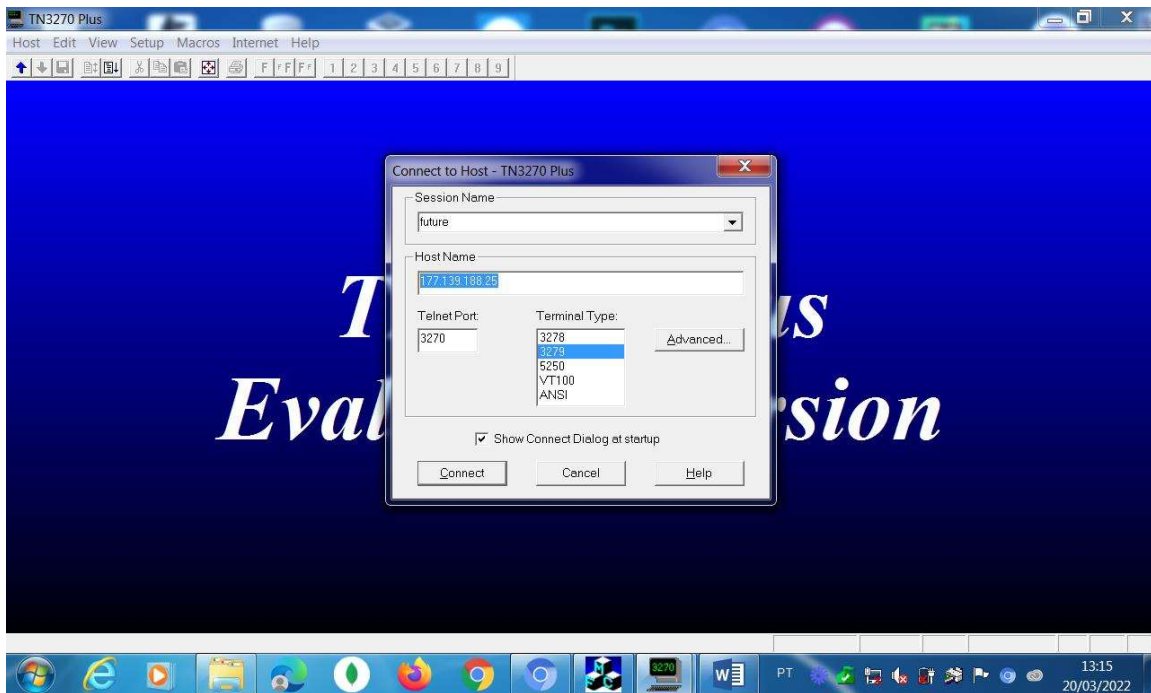 TN3270 Plus
Host Edit View Setup Macros Internet Help
F F F F F 1 2 3 4 5 6 7 8 9
Connect to Host - TN3270 Plus
Session Name
future
Host Name
177.139.188.25
Telnet Port:
3270
Terminal Type:
3278
3279
5250
VT100
ANSI
Advanced...
Show Connect Dialog at startup
Connect Cancel Help
T us
Eval sion
3270
W
PT
13:15
20/03/2022